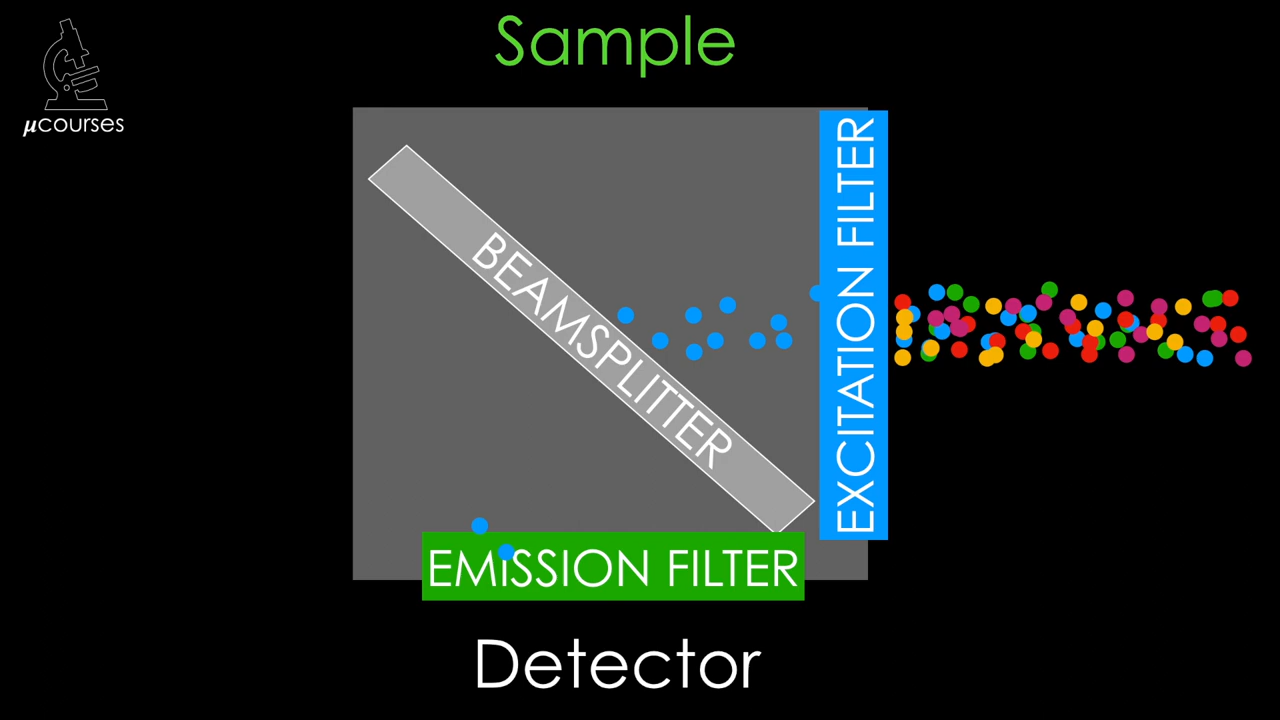 Sample
μcourses
EXCITATION FILTER
BEAMSPLITTER
EMISSION FILTER
Detector